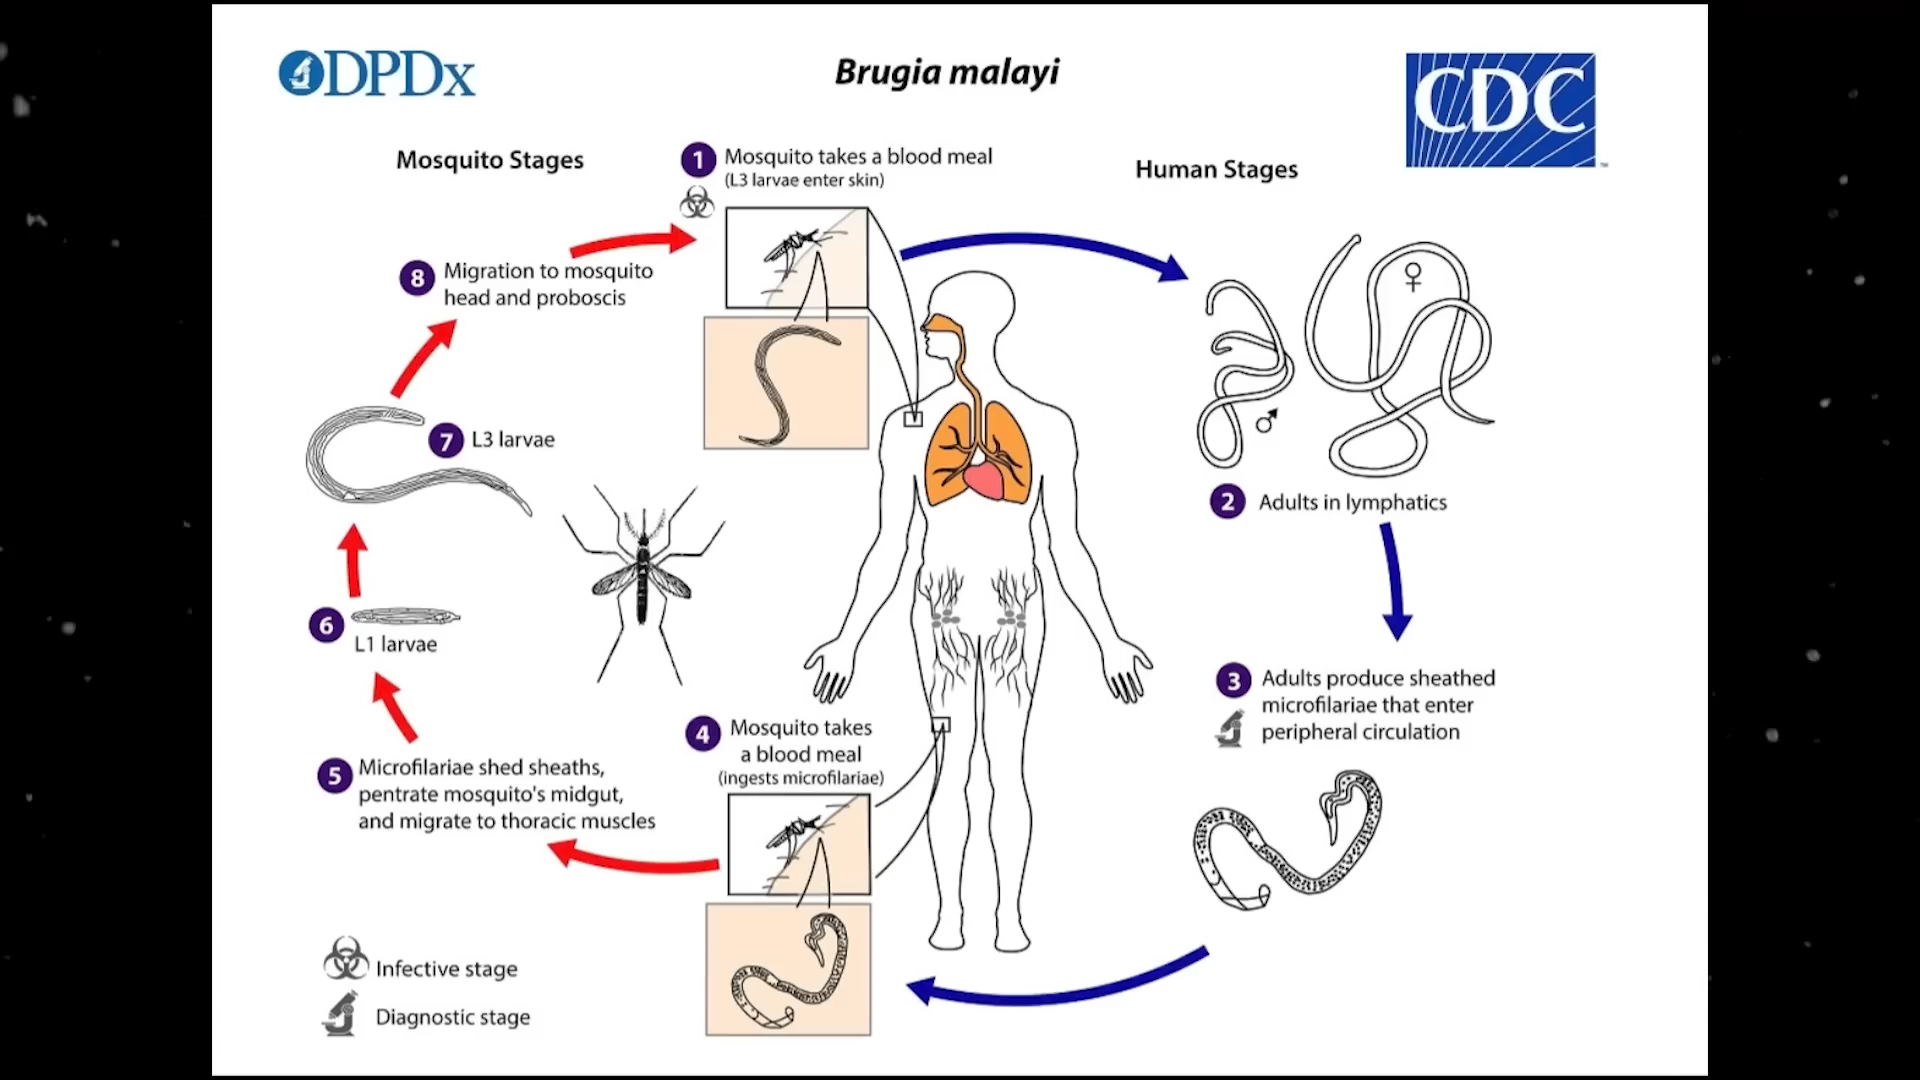 DPDx
Brugia malayi
CDC
Mosquito Stages
Human Stages
1 Mosquito takes a blood meal
(L3 larvae enter skin)
♀
♂
2 Adults in lymphatics
3 Adults produce sheathed
microfilariae that enter
peripheral circulation
4 Mosquito takes
a blood meal
(ingests microfilariae)
5 Microfilariae shed sheaths,
pentrate mosquito's midgut,
and migrate to thoracic muscles
6
L1 larvae
7 L3 larvae
8 Migration to mosquito
head and proboscis
Infective stage
Diagnostic stage